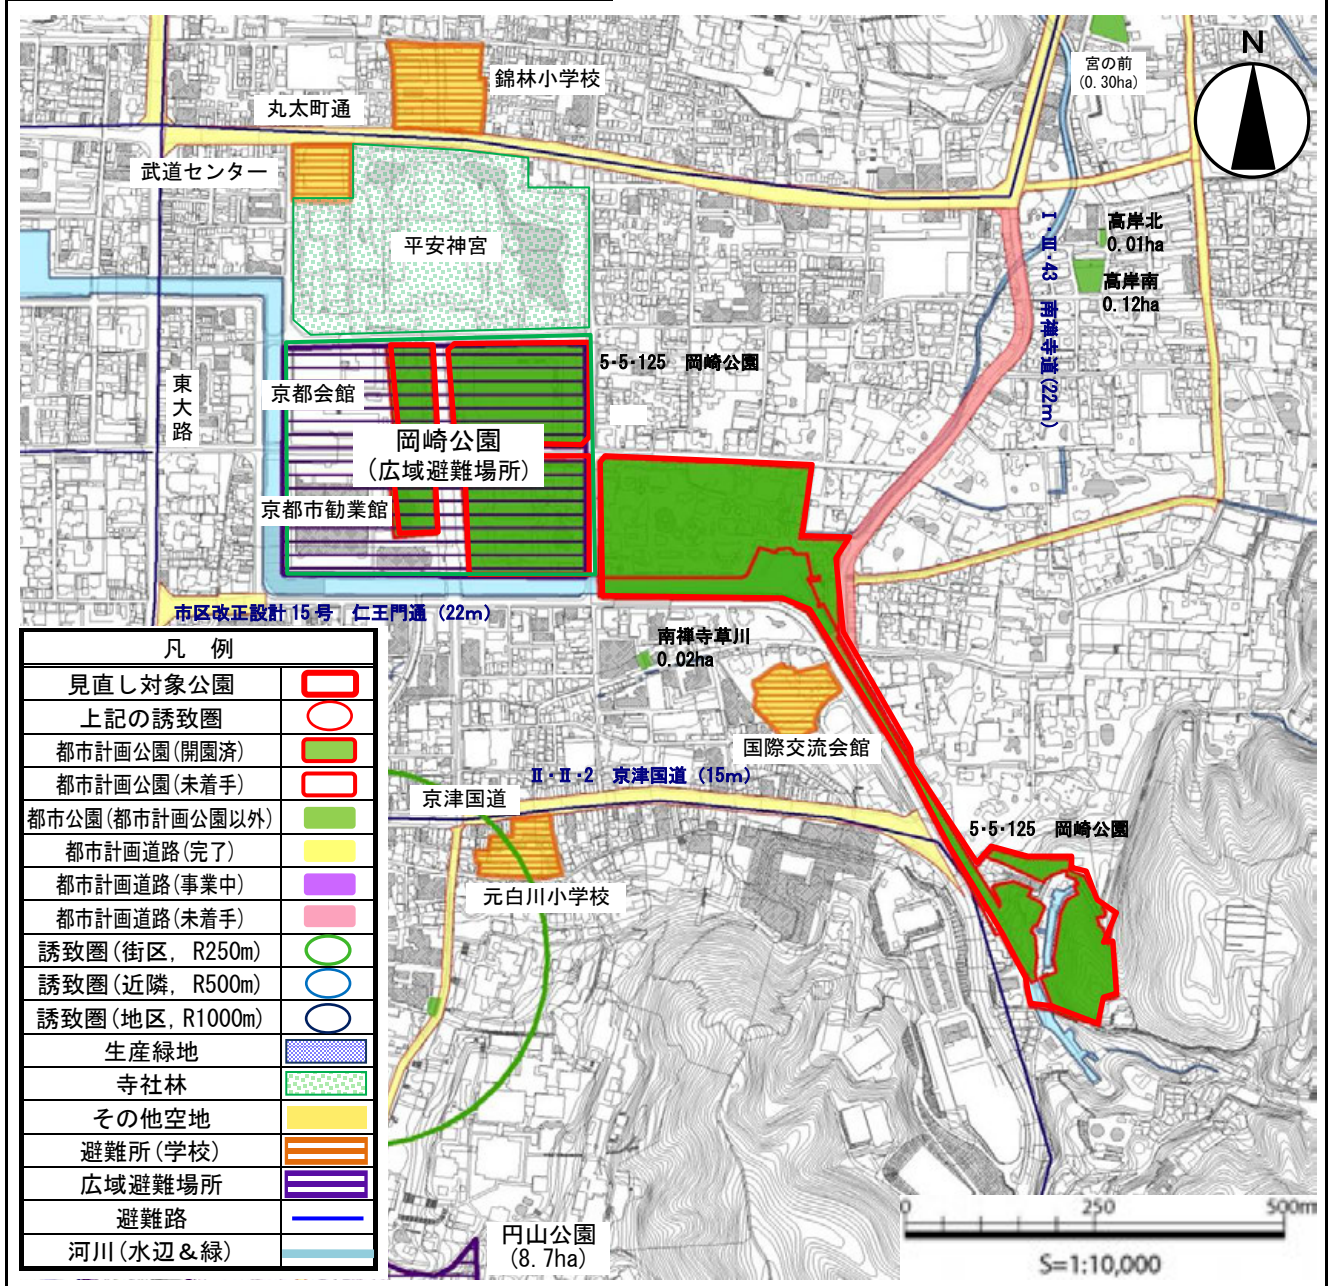 N
宮の前
(0.30ha)
錦林小学校
丸太町通
武道センター
平安神宮
高岸北
0.01ha
高岸南
0.12ha
Ⅰ・Ⅲ・43 南禅寺道(22m)
5・5・125 岡崎公園
東大路
京都会館
岡崎公園
(広域避難場所)
京都市勧業館
市区改正設計15号 仁王門通 (22m)
南禅寺草川
0.02ha
国際交流会館
Ⅱ・Ⅱ・2 京津国道 (15m)
京津国道
5・5・125 岡崎公園
元白川小学校
円山公園
(8.7ha)
凡 例
見直し対象公園
上記の誘致圏
都市計画公園(開園済)
都市計画公園(未着手)
都市公園(都市計画公園以外)
都市計画道路(完了)
都市計画道路(事業中)
都市計画道路(未着手)
誘致圏(街区, R250m)
誘致圏(近隣, R500m)
誘致圏(地区, R1000m)
生産緑地
寺社林
その他空地
避難所(学校)
広域避難場所
避難路
河川(水辺&緑)
0 250 500m
S=1:10,000